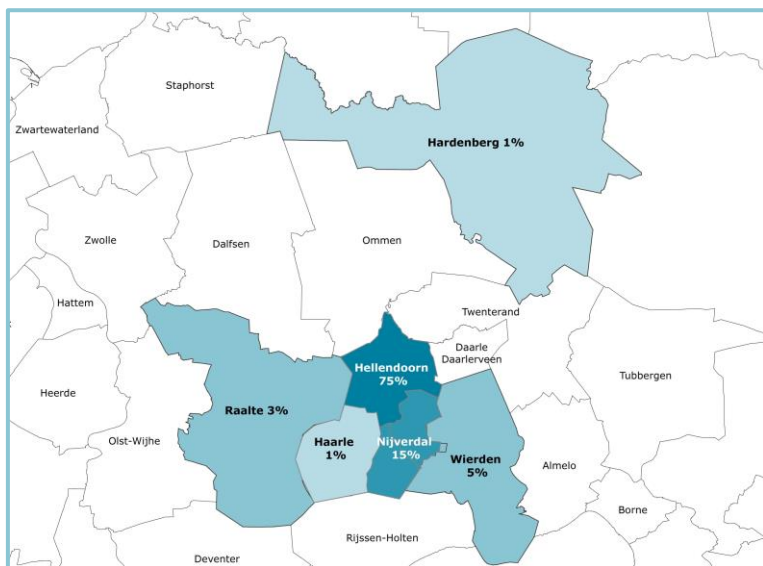 Staphorst
Zwartewaterland
Hardenberg 1%
Zwolle
Dalfsen
Ommen
Hattem
Twenterand
Daarle
Daarlerveen
Hellendoorn
75%
Tubbergen
Heerde
Raalte 3%
Olst-Wijhe
Haarle
1%
Nijverdal
15%
Wierden
5%
Almelo
Borne
Rijssen-Holten
Deventer